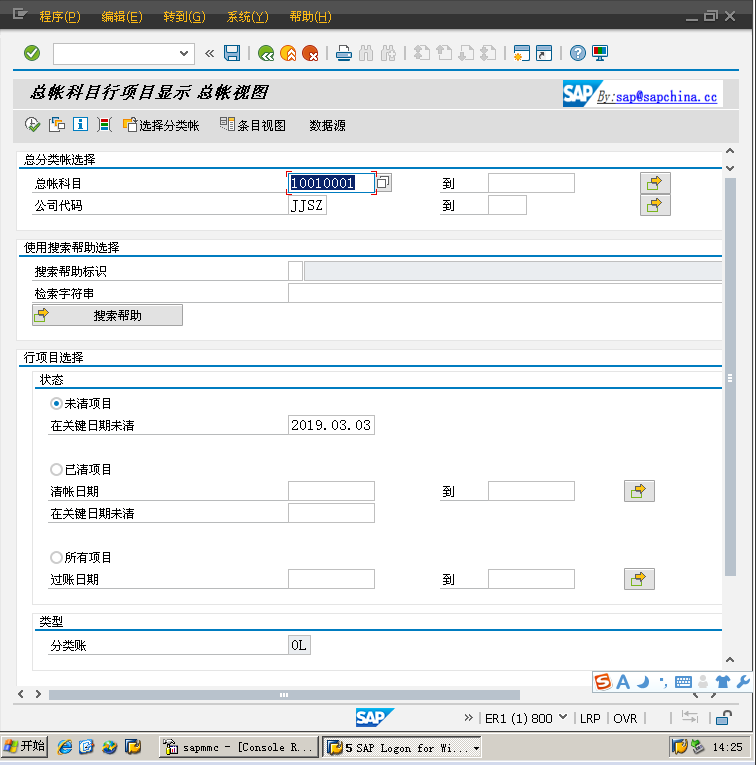 程序(P) 编辑(E) 转到(G) 系统(Y) 帮助(H)
总帐科目行项目显示 总帐视图
SAP By:sap@sapchina.cc
选择分类帐 条目视图 数据源
总分类帐选择
总帐科目 10010001 到
公司代码 JJSZ 到
使用搜索帮助选择
搜索帮助标识
检索字符串
搜索帮助
行项目选择
状态
未清项目
在关键日期未清 2019.03.03
已清项目
清帐日期 到
在关键日期未清
所有项目
过账日期 到
类型
分类账 0L
SAP ER1 (1) 800 LRP OVR
开始 sapmmc - [Console R... 5 SAP Logon for Wi... 14:25